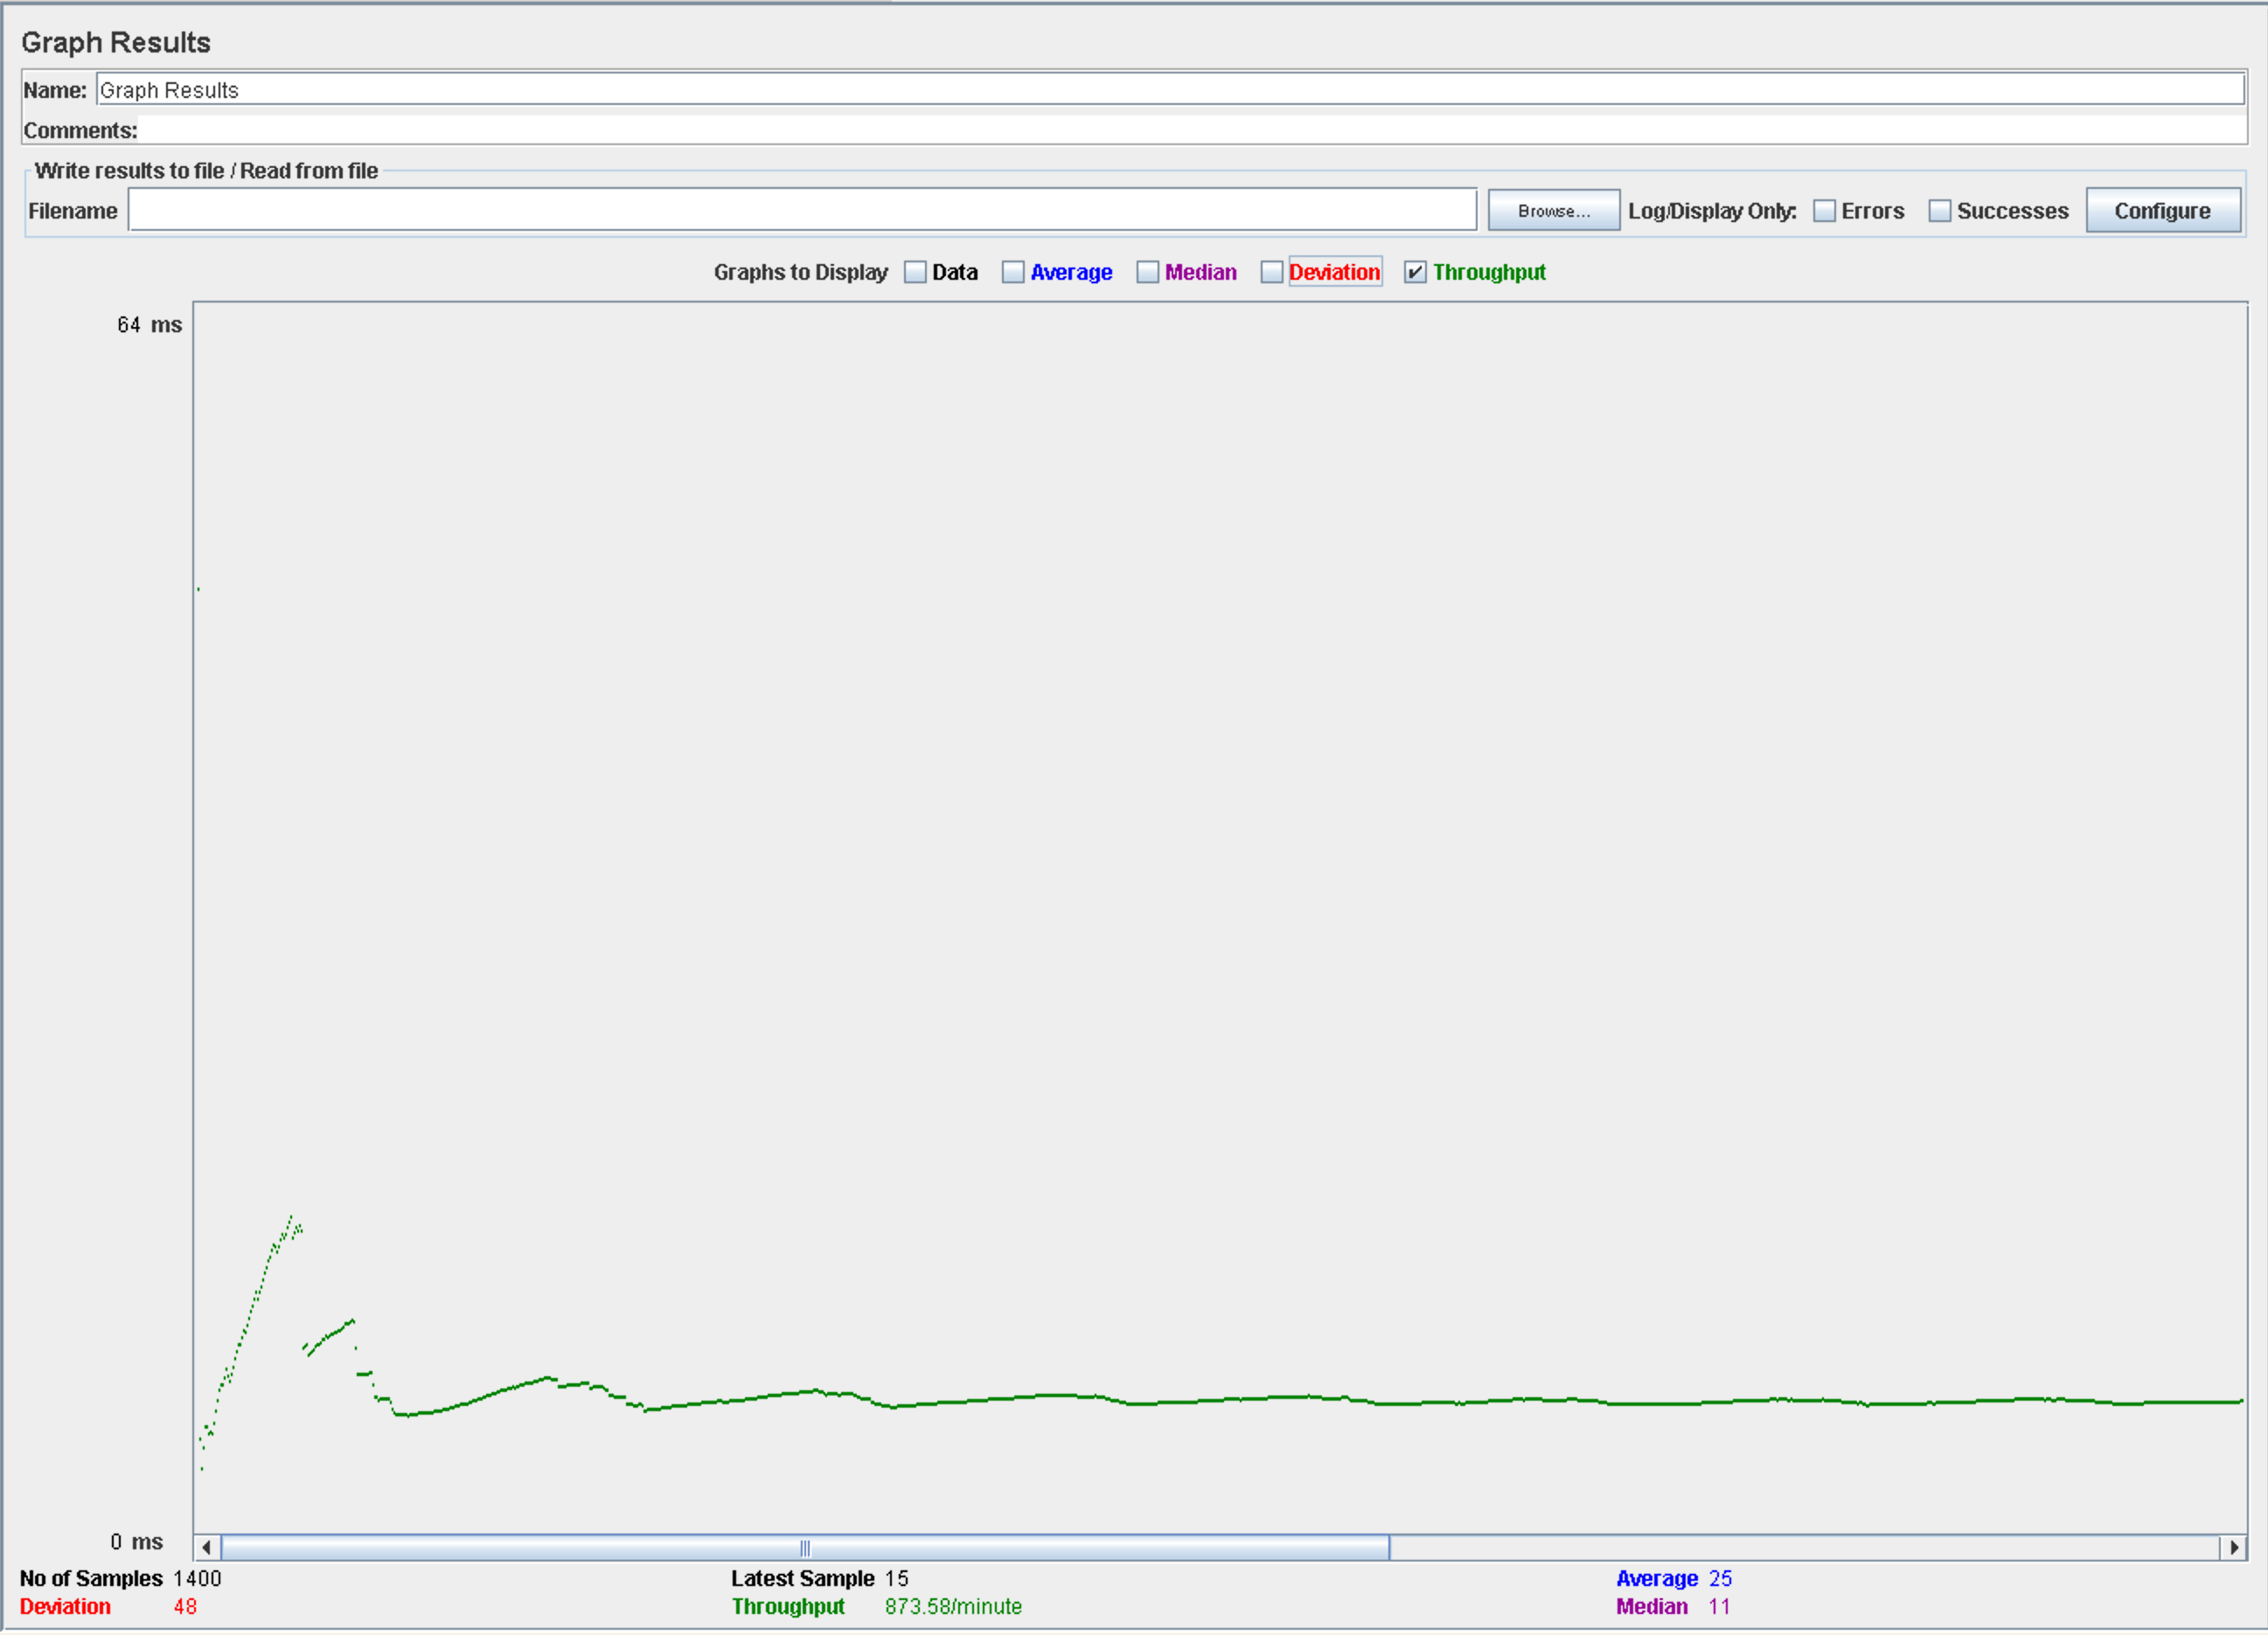 Graph Results
Name: Graph Results
Comments:
Write results to file / Read from file
Filename Browse... Log/Display Only: Errors Successes Configure
Graphs to Display Data Average Median Deviation Throughput
64 ms
0 ms
No of Samples 1400 Latest Sample 15 Average 25
Deviation 48 Throughput 873.58/minute Median 11